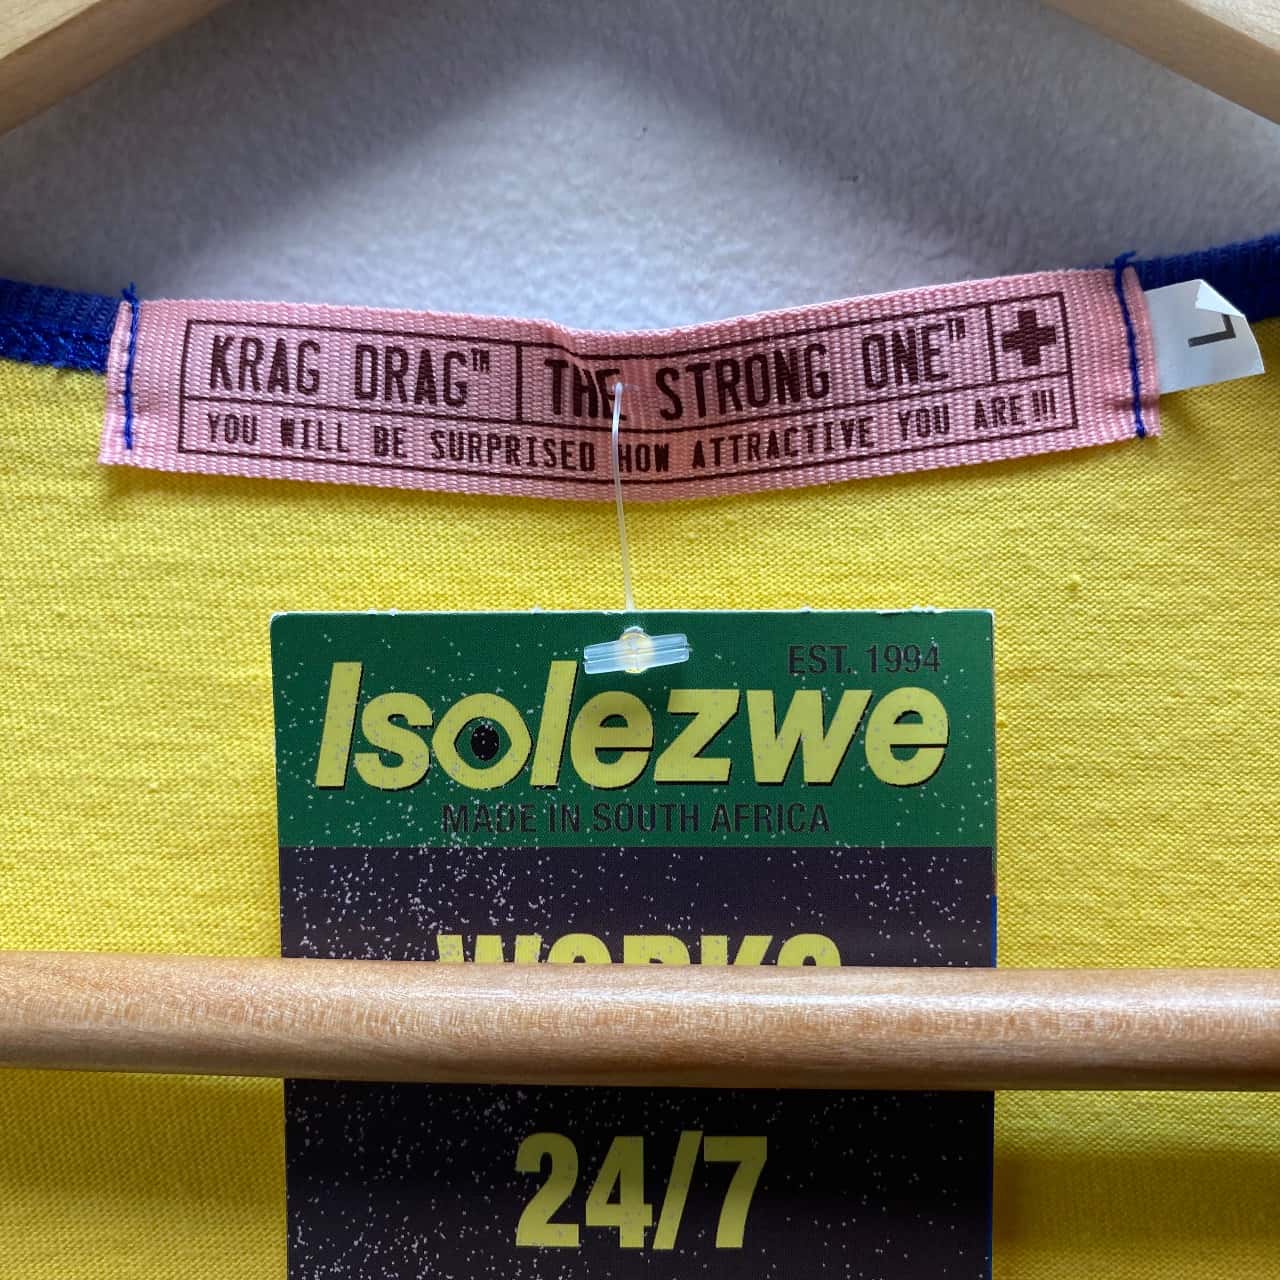 KRAG DRAG™ THE STRONG ONE™
YOU WILL BE SURPRISED HOW ATTRACTIVE YOU ARE!!!
L
EST. 1994
Isolezwe
MADE IN SOUTH AFRICA
24/7